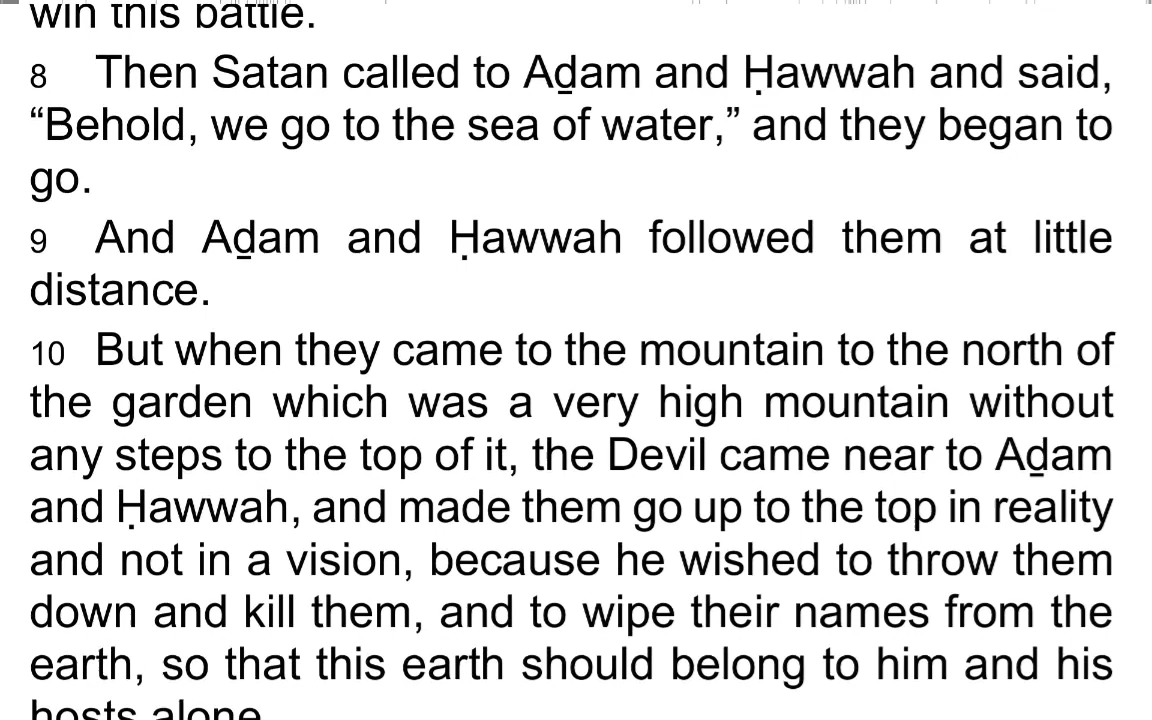 win this battle.
8 Then Satan called to Aḏam and Ḥawwah and said,
“Behold, we go to the sea of water,” and they began to
go.
9 And Aḏam and Ḥawwah followed them at little
distance.
10 But when they came to the mountain to the north of
the garden which was a very high mountain without
any steps to the top of it, the Devil came near to Aḏam
and Ḥawwah, and made them go up to the top in reality
and not in a vision, because he wished to throw them
down and kill them, and to wipe their names from the
earth, so that this earth should belong to him and his
hosts alone